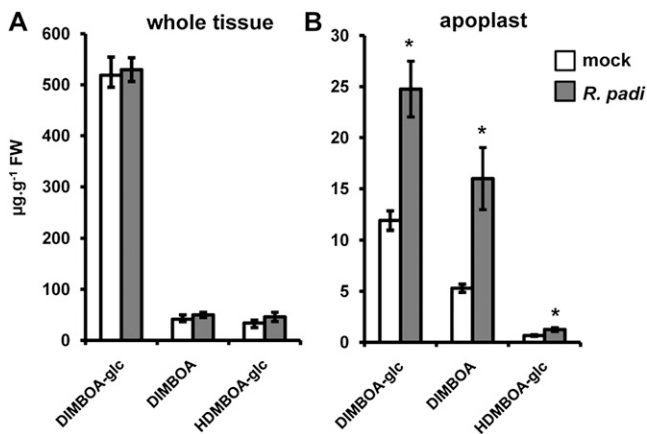 A
whole tissue
B
apoplast
µg.g⁻¹ FW
600
500
400
300
200
100
0
DIMBOA-glc
DIMBOA
HDMBOA-glc
30
25
20
15
10
5
0
*
*
*
DIMBOA-glc
DIMBOA
HDMBOA-glc
mock
R. padi